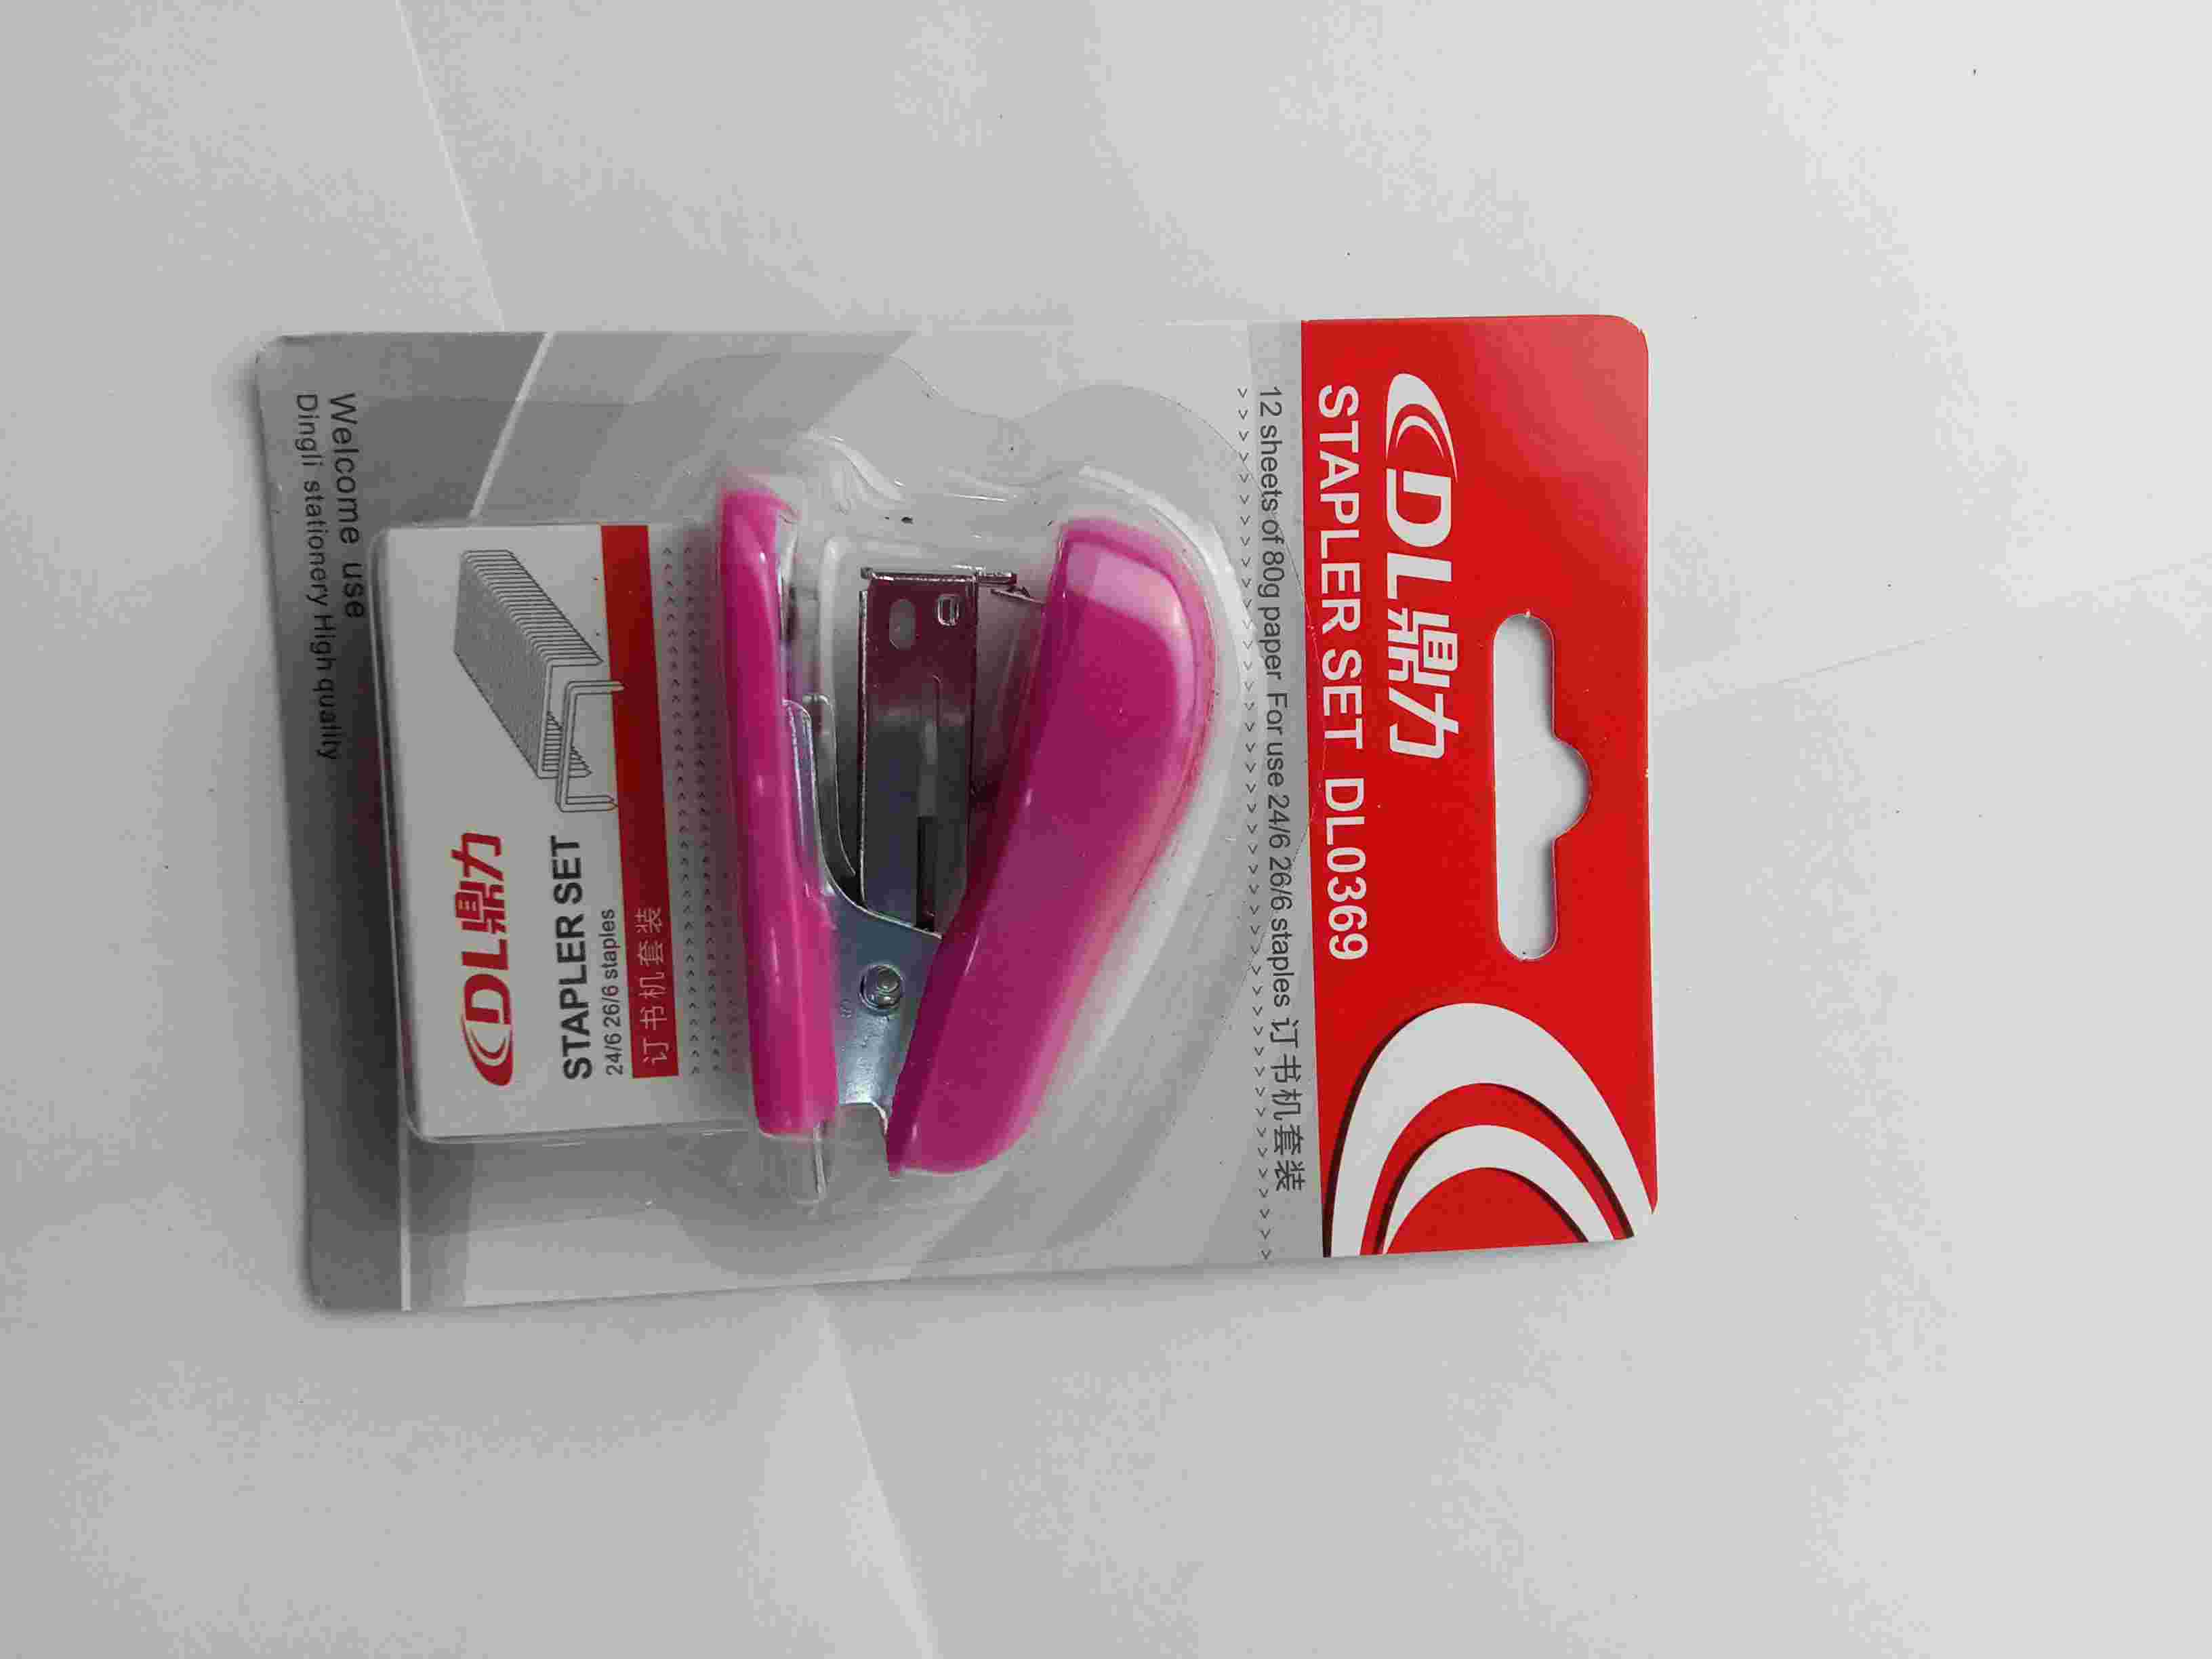 DL鼎力
STAPLER SET DL0369
12 sheets of 80g paper For use 24/6 26/6 staples 订书机套装
DL鼎力
STAPLER SET
24/6 26/6 staples
订书机套装
Welcome use
Dingli stationery High quality